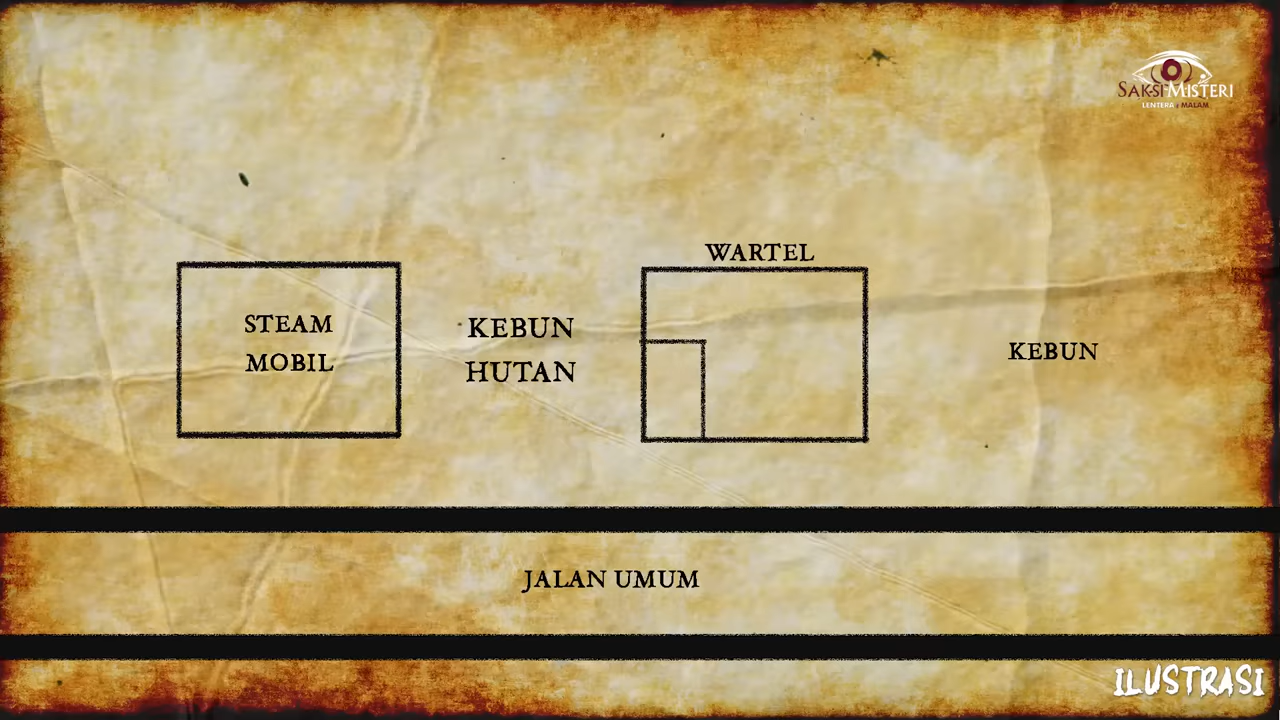 SAKSI MISTERI
LENTERA MALAM
WARTEL
STEAM
MOBIL
KEBUN
HUTAN
KEBUN
JALAN UMUM
ILUSTRASI